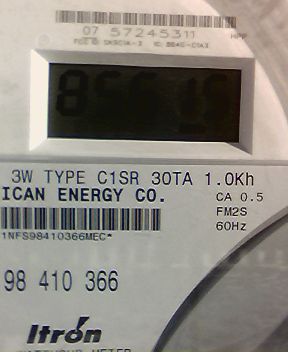 07 57245311
3W TYPE C1SR 30TA 1.0Kh
ICAN ENERGY CO.
CA 0.5
FM2S
60Hz
1NFS98410366MEC*
98 410 366
Itron